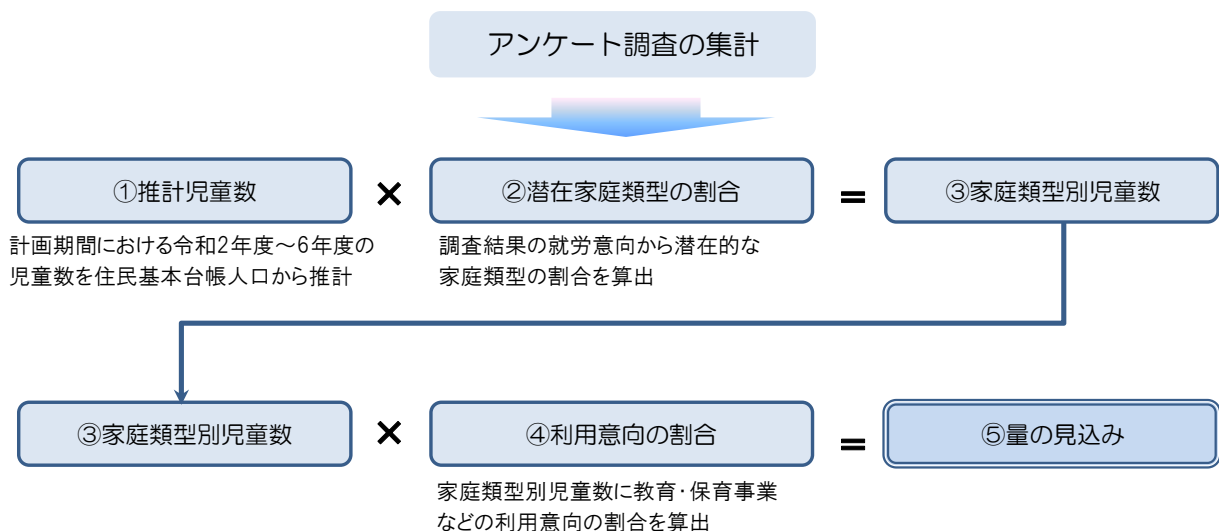 アンケート調査の集計
①推計児童数
×
②潜在家庭類型の割合
=
③家庭類型別児童数
計画期間における令和2年度～6年度の
児童数を住民基本台帳人口から推計
調査結果の就労意向から潜在的な
家庭類型の割合を算出
③家庭類型別児童数
×
④利用意向の割合
=
⑤量の見込み
家庭類型別児童数に教育・保育事業
などの利用意向の割合を算出